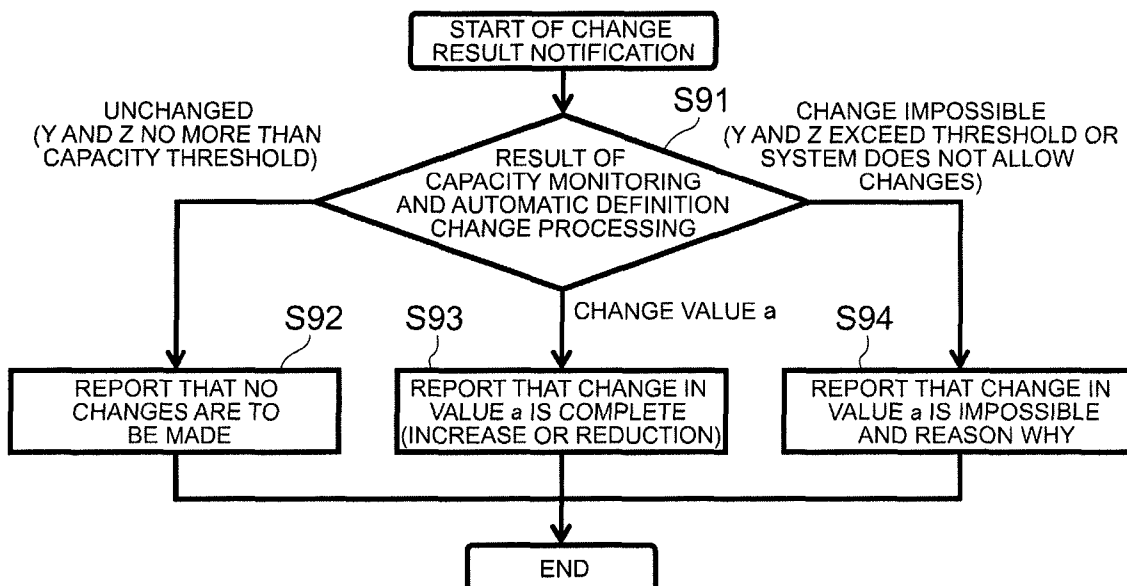 START OF CHANGE
RESULT NOTIFICATION
UNCHANGED
(Y AND Z NO MORE THAN
CAPACITY THRESHOLD)
S91
CHANGE IMPOSSIBLE
(Y AND Z EXCEED THRESHOLD OR
SYSTEM DOES NOT ALLOW
CHANGES)
RESULT OF
CAPACITY MONITORING
AND AUTOMATIC DEFINITION
CHANGE PROCESSING
CHANGE VALUE a
S92
REPORT THAT NO
CHANGES ARE TO
BE MADE
S93
REPORT THAT CHANGE IN
VALUE a IS COMPLETE
(INCREASE OR REDUCTION)
S94
REPORT THAT CHANGE IN
VALUE a IS IMPOSSIBLE
AND REASON WHY
END